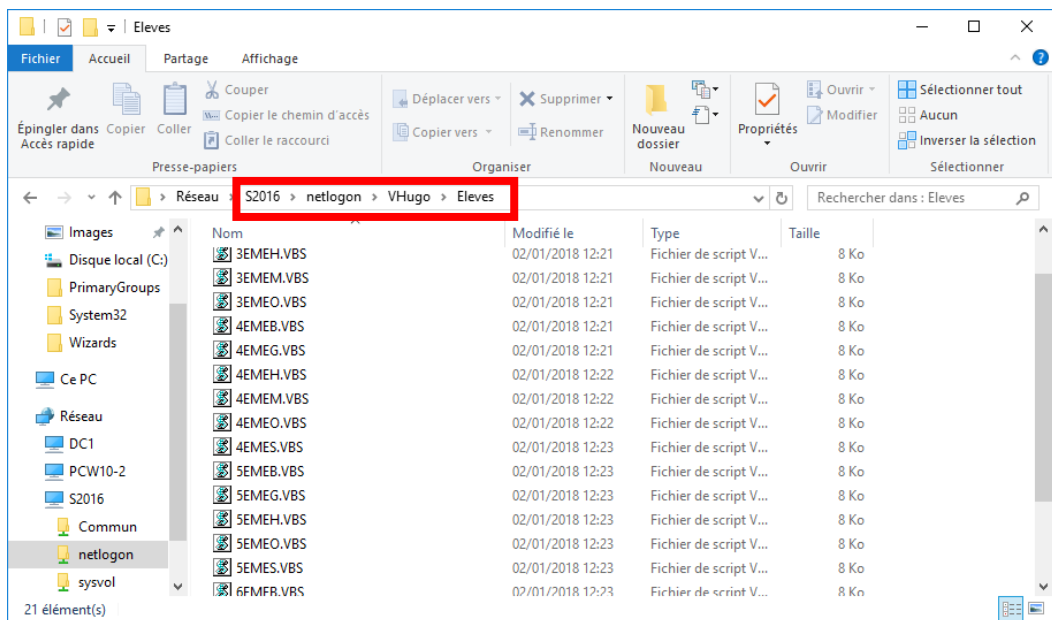 Eleves
Fichier Accueil Partage Affichage
Épingler dans Accès rapide
Copier
Coller
Couper
Copier le chemin d'accès
Coller le raccourci
Presse-papiers
Déplacer vers
Copier vers
Supprimer
Renommer
Organiser
Nouveau dossier
Nouveau
Propriétés
Ouvrir
Modifier
Ouvrir
Sélectionner tout
Aucun
Inverser la sélection
Sélectionner
Réseau > S2016 > netlogon > VHugo > Eleves
Rechercher dans : Eleves
Images
Disque local (C:)
PrimaryGroups
System32
Wizards
Ce PC
Réseau
DC1
PCW10-2
S2016
Commun
netlogon
sysvol
Nom Modifié le Type Taille
3EMEH.VBS 02/01/2018 12:21 Fichier de script V... 8 Ko
3EMEM.VBS 02/01/2018 12:21 Fichier de script V... 8 Ko
3EMEO.VBS 02/01/2018 12:21 Fichier de script V... 8 Ko
4EMEB.VBS 02/01/2018 12:21 Fichier de script V... 8 Ko
4EMEG.VBS 02/01/2018 12:21 Fichier de script V... 8 Ko
4EMEH.VBS 02/01/2018 12:22 Fichier de script V... 8 Ko
4EMEM.VBS 02/01/2018 12:22 Fichier de script V... 8 Ko
4EMEO.VBS 02/01/2018 12:22 Fichier de script V... 8 Ko
4EMES.VBS 02/01/2018 12:23 Fichier de script V... 8 Ko
5EMEB.VBS 02/01/2018 12:23 Fichier de script V... 8 Ko
5EMEG.VBS 02/01/2018 12:23 Fichier de script V... 8 Ko
5EMEH.VBS 02/01/2018 12:23 Fichier de script V... 8 Ko
5EMEO.VBS 02/01/2018 12:23 Fichier de script V... 8 Ko
5EMES.VBS 02/01/2018 12:23 Fichier de script V... 8 Ko
6EMEB.VBS 02/01/2018 12:23 Fichier de script V... 8 Ko
21 élément(s)